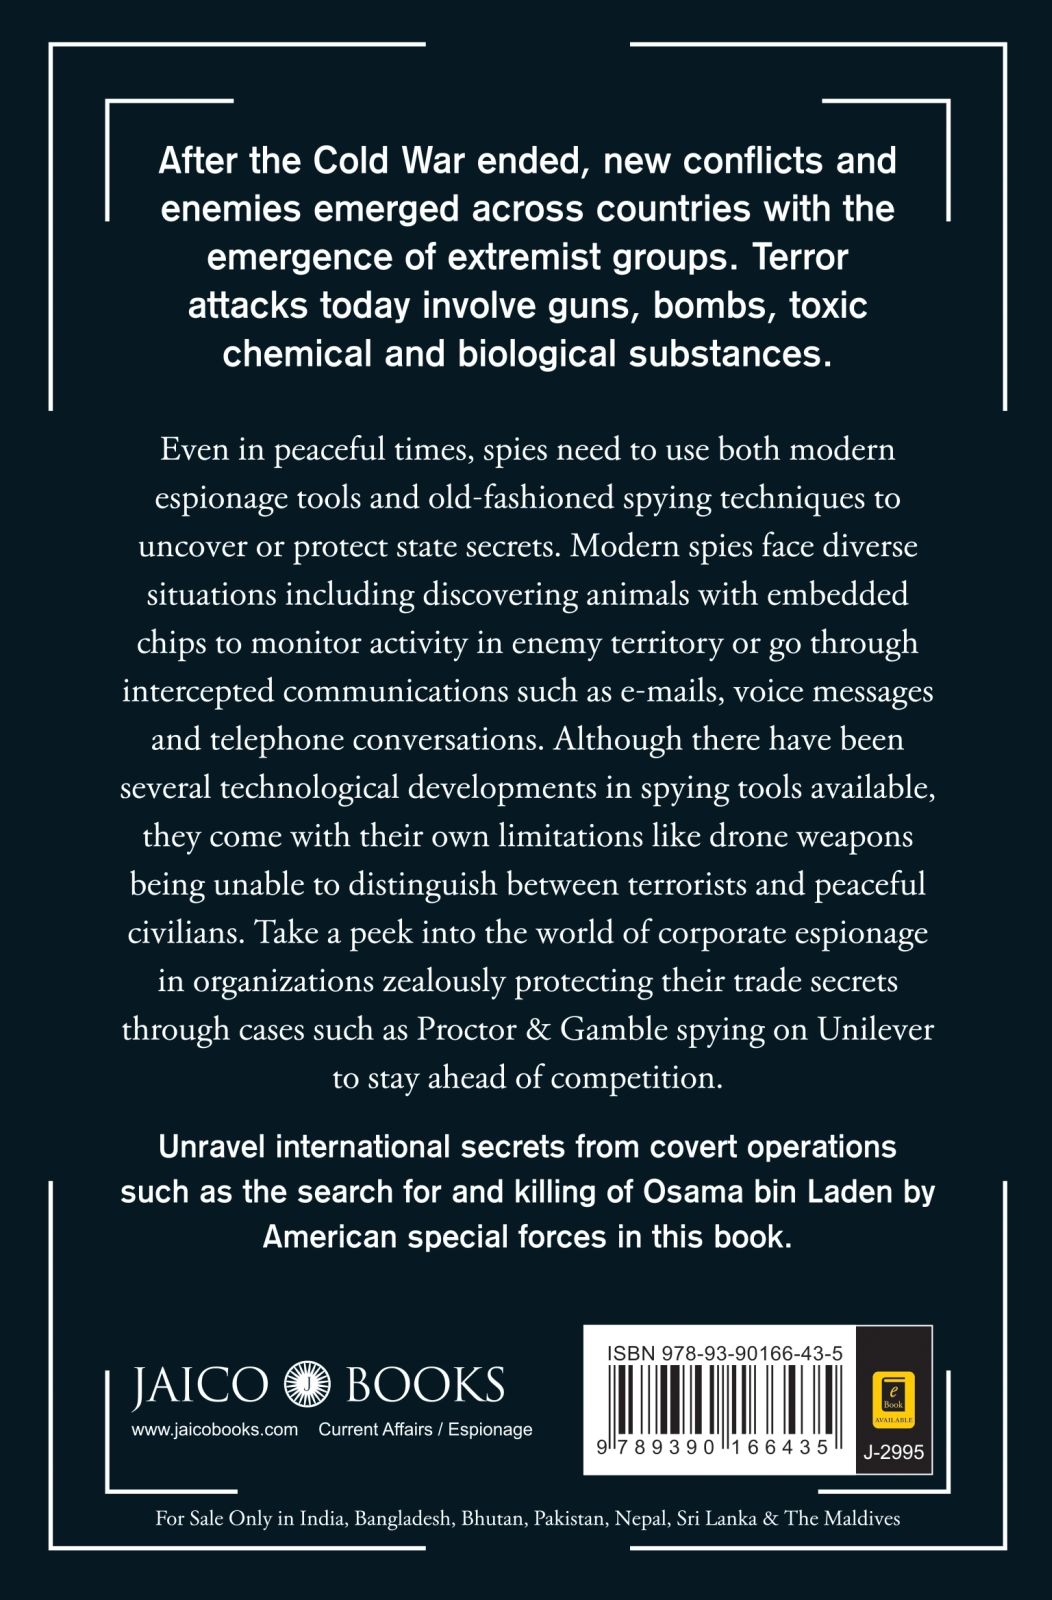 After the Cold War ended, new conflicts and
enemies emerged across countries with the
emergence of extremist groups. Terror
attacks today involve guns, bombs, toxic
chemical and biological substances.
Even in peaceful times, spies need to use both modern
espionage tools and old-fashioned spying techniques to
uncover or protect state secrets. Modern spies face diverse
situations including discovering animals with embedded
chips to monitor activity in enemy territory or go through
intercepted communications such as e-mails, voice messages
and telephone conversations. Although there have been
several technological developments in spying tools available,
they come with their own limitations like drone weapons
being unable to distinguish between terrorists and peaceful
civilians. Take a peek into the world of corporate espionage
in organizations zealously protecting their trade secrets
through cases such as Proctor & Gamble spying on Unilever
to stay ahead of competition.
Unravel international secrets from covert operations
such as the search for and killing of Osama bin Laden by
American special forces in this book.
JAICO J BOOKS
www.jaicobooks.com Current Affairs / Espionage
ISBN 978-93-90166-43-5
9 789390 166435
e
Book
AVAILABLE
J-2995
For Sale Only in India, Bangladesh, Bhutan, Pakistan, Nepal, Sri Lanka & The Maldives